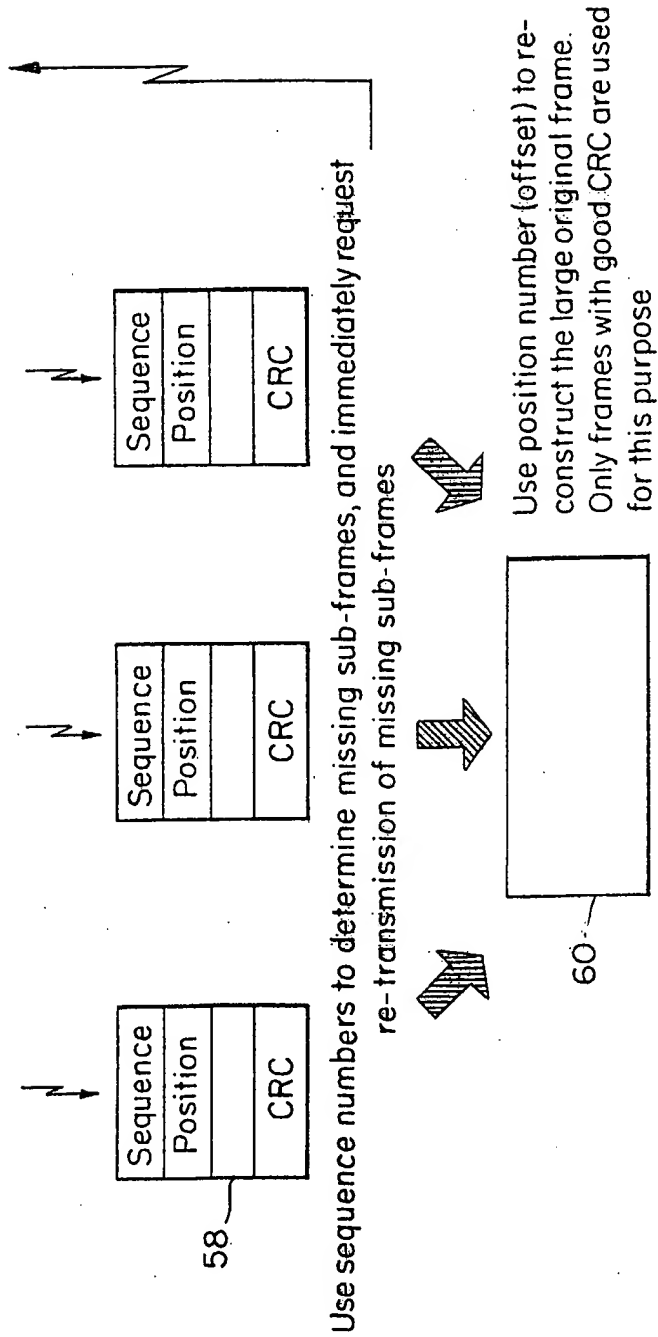 Sequence
Position
CRC
58
Sequence
Position
CRC
Sequence
Position
CRC
Use sequence numbers to determine missing sub-frames, and immediately request
re-transmission of missing sub-frames
60
Use position number (offset) to re-
construct the large original frame.
Only frames with good CRC are used
for this purpose